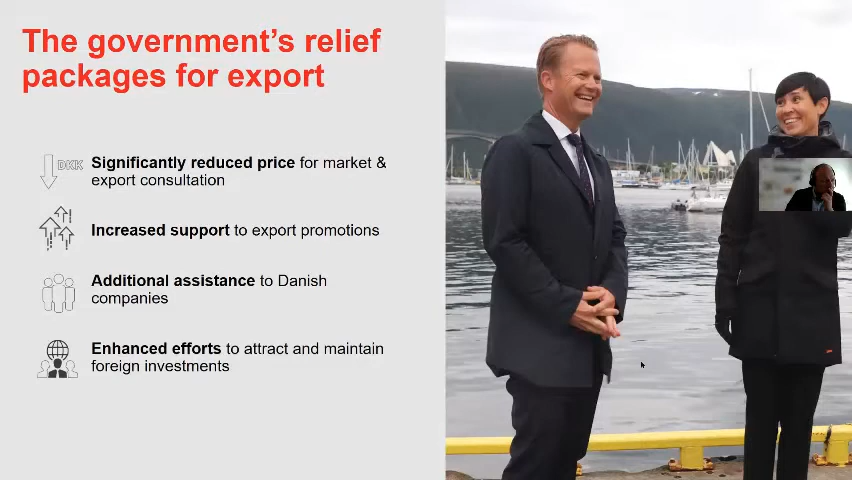 The government's relief
packages for export
DKK
Significantly reduced price for market &
export consultation
Increased support to export promotions
Additional assistance to Danish
companies
Enhanced efforts to attract and maintain
foreign investments